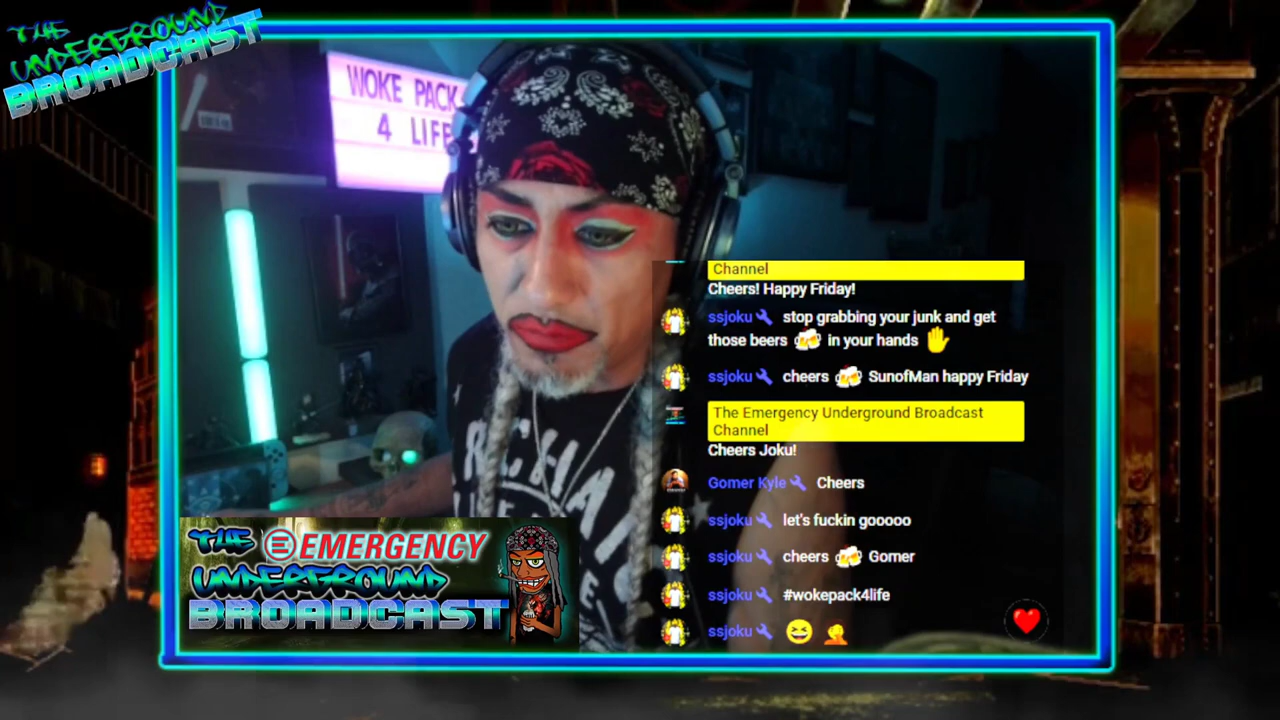 THE
UNDERGROUND
BROADCAST
WOKE PACK
4 LIFE
Channel
Cheers! Happy Friday!
ssjoku stop grabbing your junk and get
those beers 🍻 in your hands ✋
ssjoku cheers 🍻 SunofMan happy Friday
The Emergency Underground Broadcast
Channel
Cheers Joku!
Gomer Kyle Cheers
ssjoku let's fuckin gooooo
ssjoku cheers 🍻 Gomer
ssjoku #wokepack4life
ssjoku 😆 🤦
THE EMERGENCY
UNDERGROUND
BROADCAST